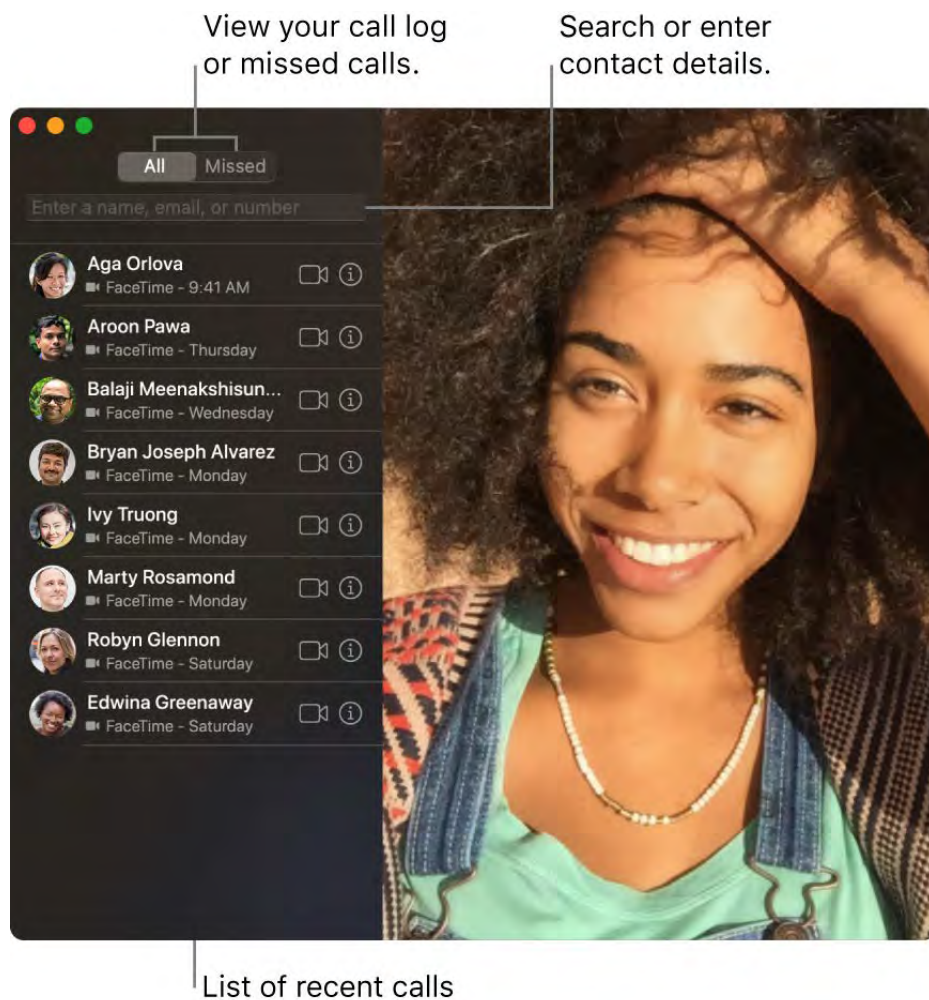 View your call log
or missed calls.
Search or enter
contact details.
All
Missed
Enter a name, email, or number
Aga Orlova
FaceTime - 9:41 AM
Aroon Pawa
FaceTime - Thursday
Balaji Meenakshisun...
FaceTime - Wednesday
Bryan Joseph Alvarez
FaceTime - Monday
Ivy Truong
FaceTime - Monday
Marty Rosamond
FaceTime - Monday
Robyn Glennon
FaceTime - Saturday
Edwina Greenaway
FaceTime - Saturday
List of recent calls